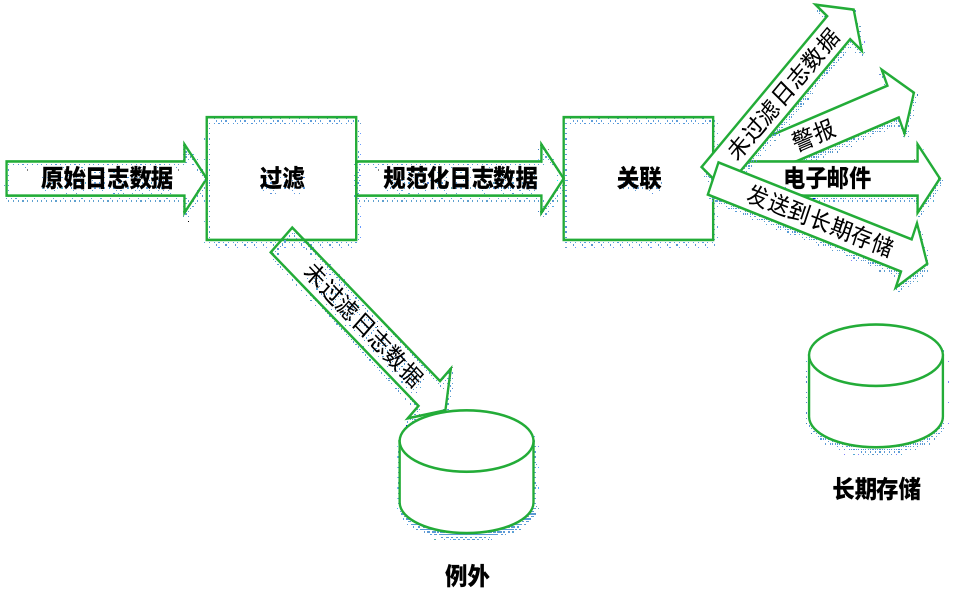 原始日志数据
过滤
规范化日志数据
关联
未过滤日志数据
警报
电子邮件
发送到长期存储
未过滤日志数据
例外
长期存储